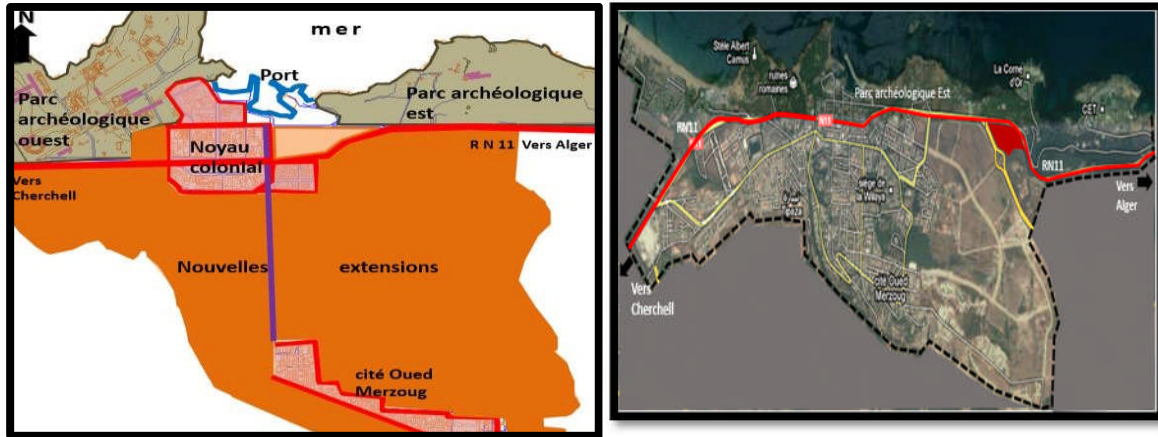 N
mer
Port
Parc
archéologique
ouest
Parc archéologique
est
Noyau
colonial
R N 11 Vers Alger
Vers
Cherchell
Nouvelles extensions
cité Oued
Merzoug
Stèle Albert
Camus
ruines
romaines
La Corne
d'Or
CET
Parc archéologique Est
RN11
N11
RN11
siège de
la Wilaya
Vers
Alger
cité Oued
Merzoug
Vers
Cherchell